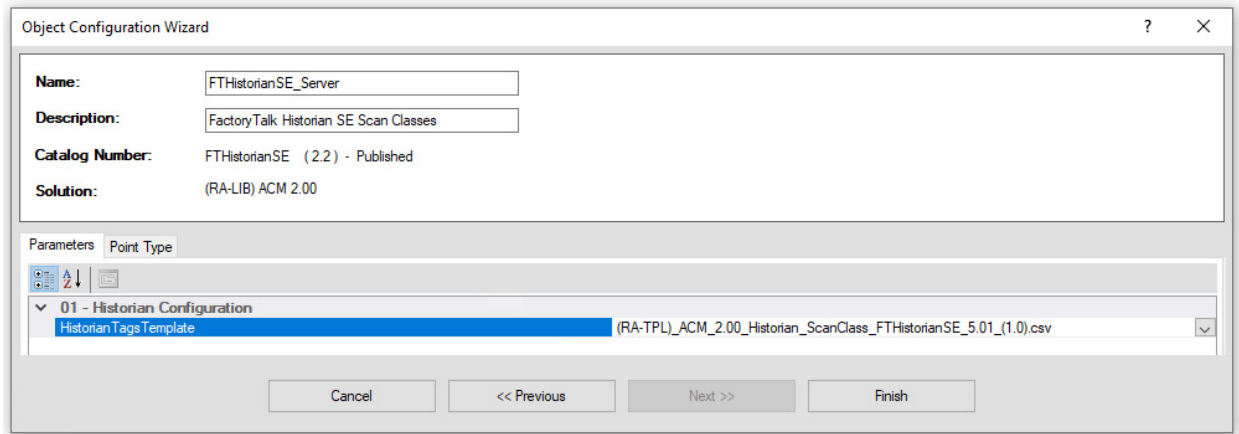 Object Configuration Wizard ?
Name: FTHistorianSE_Server
Description: FactoryTalk Historian SE Scan Classes
Catalog Number: FTHistorianSE (2.2) - Published
Solution: (RA-LIB) ACM 2.00
Parameters Point Type
01 - Historian Configuration
HistorianTagsTemplate (RA-TPL)_ACM_2.00_Historian_ScanClass_FTHistorianSE_5.01_(1.0).csv
Cancel << Previous Next >> Finish